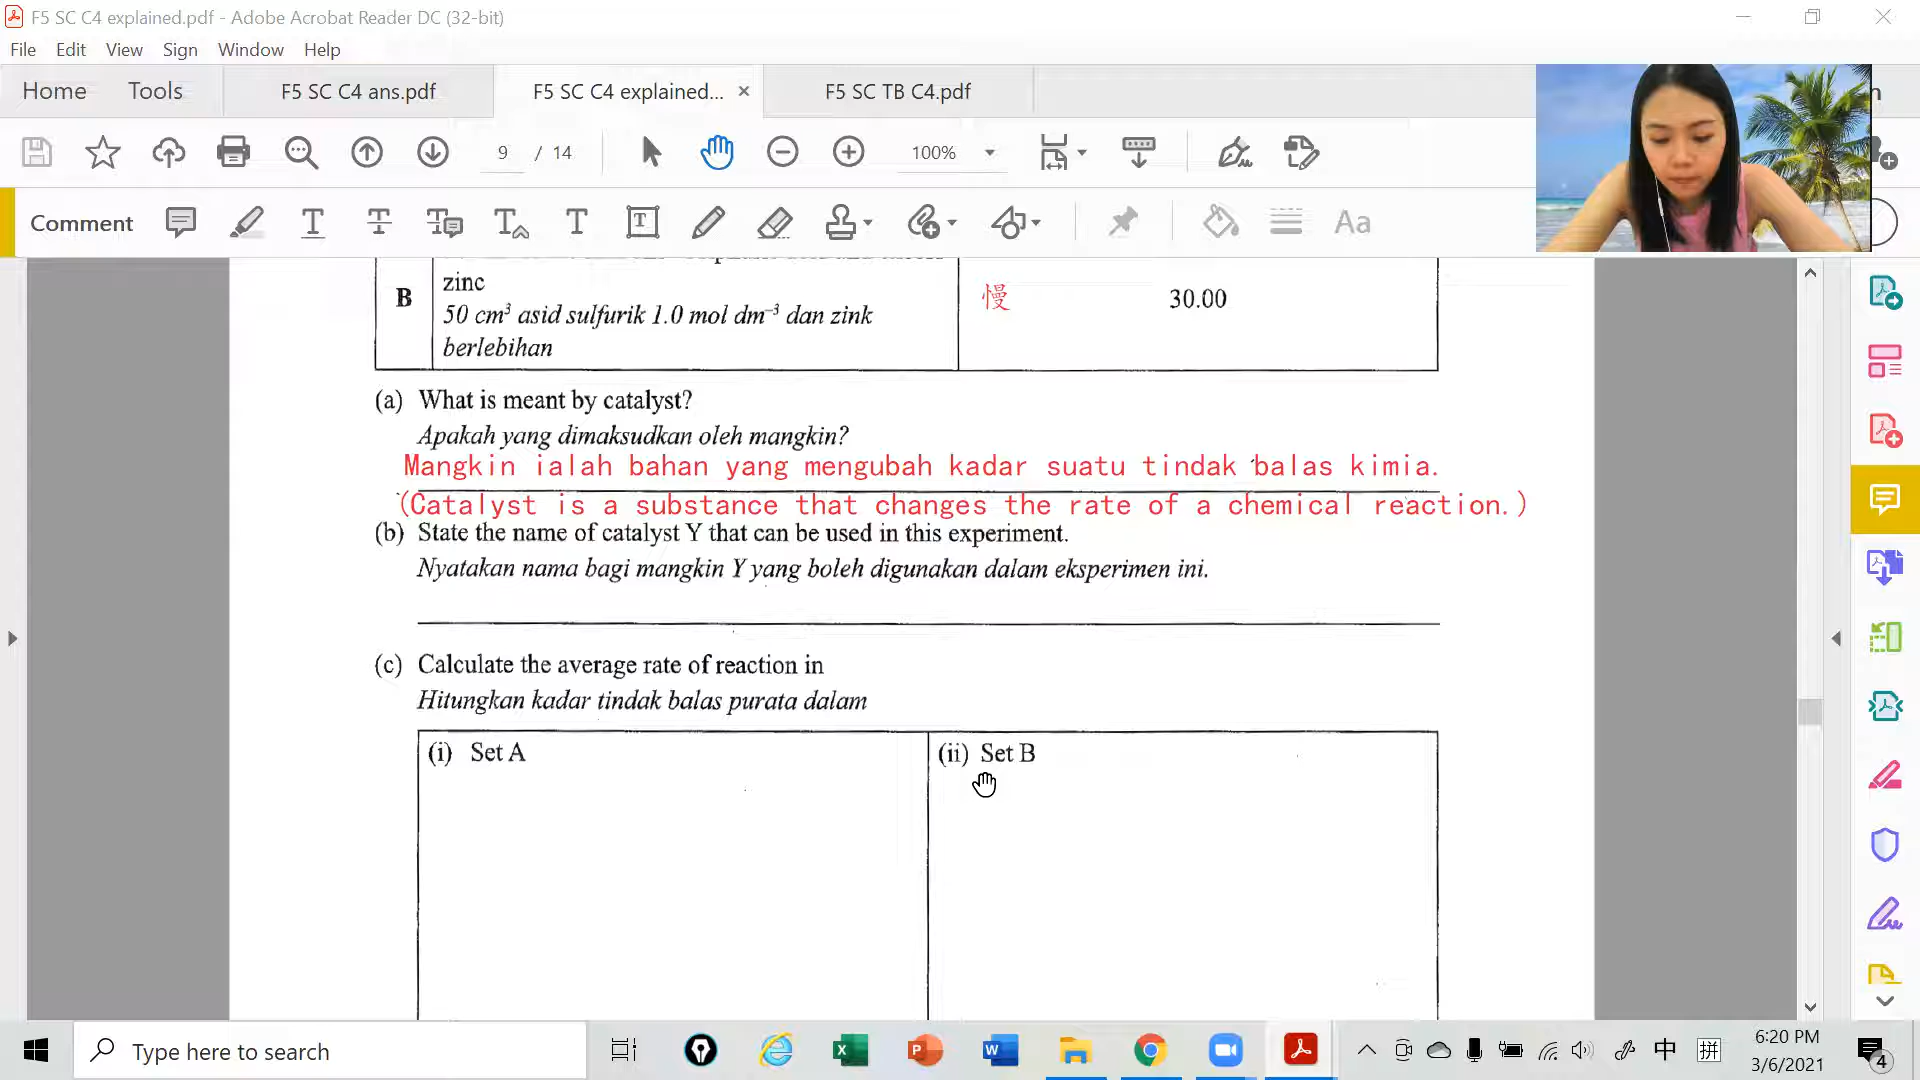 F5 SC C4 explained.pdf - Adobe Acrobat Reader DC (32-bit)
File Edit View Sign Window Help
Home Tools F5 SC C4 ans.pdf F5 SC C4 explained... × F5 SC TB C4.pdf
9 / 14 100%
Comment
Aa
zinc
B 慢 30.00
50 cm³ asid sulfurik 1.0 mol dm⁻³ dan zink
berlebihan
(a) What is meant by catalyst?
Apakah yang dimaksudkan oleh mangkin?
Mangkin ialah bahan yang mengubah kadar suatu tindak balas kimia.
(Catalyst is a substance that changes the rate of a chemical reaction.)
(b) State the name of catalyst Y that can be used in this experiment.
Nyatakan nama bagi mangkin Y yang boleh digunakan dalam eksperimen ini.
(c) Calculate the average rate of reaction in
Hitungkan kadar tindak balas purata dalam
(i) Set A (ii) Set B
Type here to search
中 拼
6:20 PM
3/6/2021
4